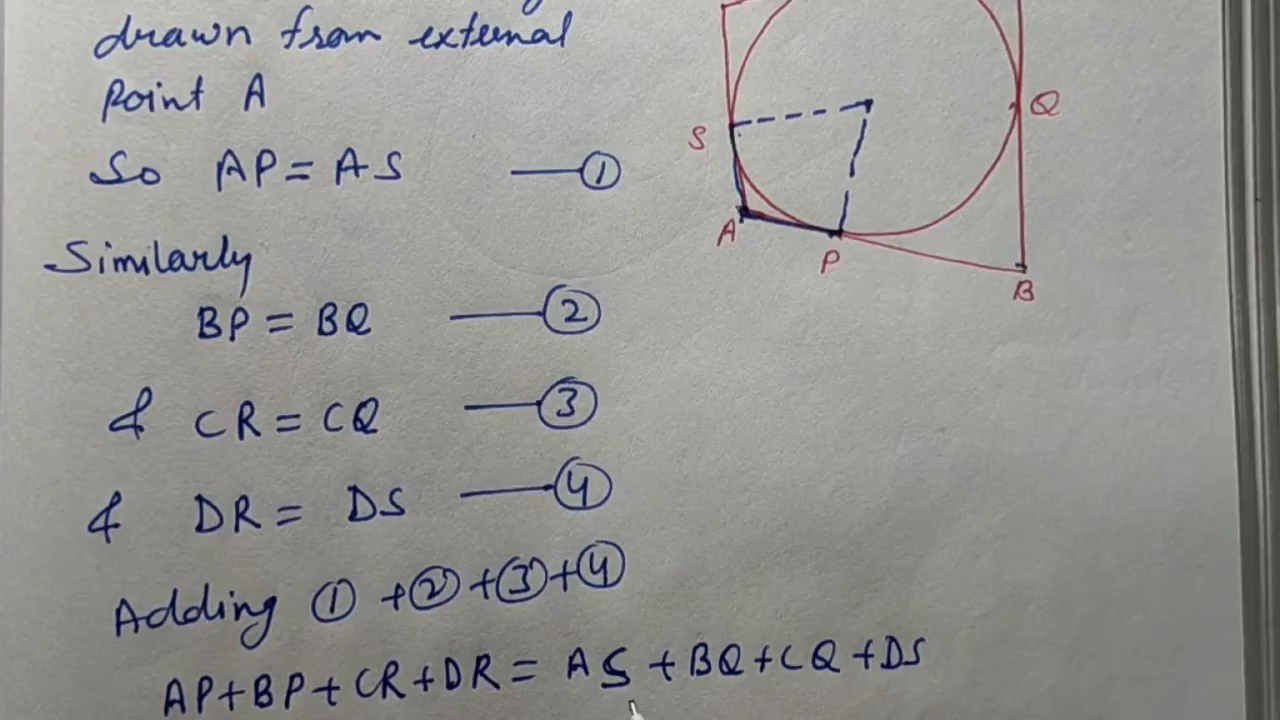 drawn from external
Point A
So AP = AS —— ①
Similarly
BP = BQ —— ②
& CR = CQ —— ③
& DR = DS —— ④
Adding ① + ② + ③ + ④
AP + BP + CR + DR = AS + BQ + CQ + DS
Q
S
A
P
B